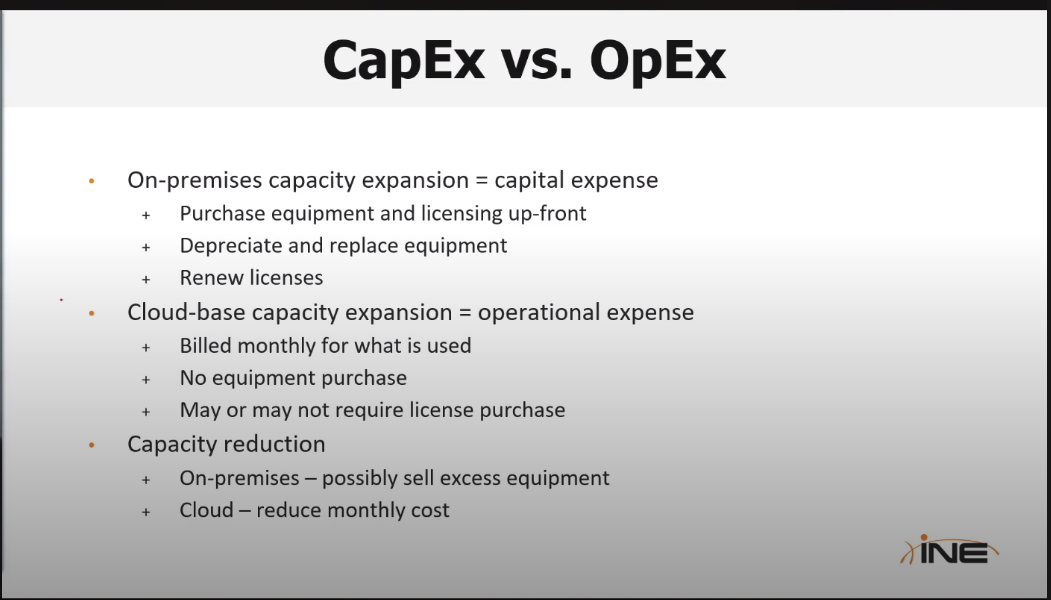 CapEx vs. OpEx
• On-premises capacity expansion = capital expense
+ Purchase equipment and licensing up-front
+ Depreciate and replace equipment
+ Renew licenses
• Cloud-base capacity expansion = operational expense
+ Billed monthly for what is used
+ No equipment purchase
+ May or may not require license purchase
• Capacity reduction
+ On-premises – possibly sell excess equipment
+ Cloud – reduce monthly cost
iNE